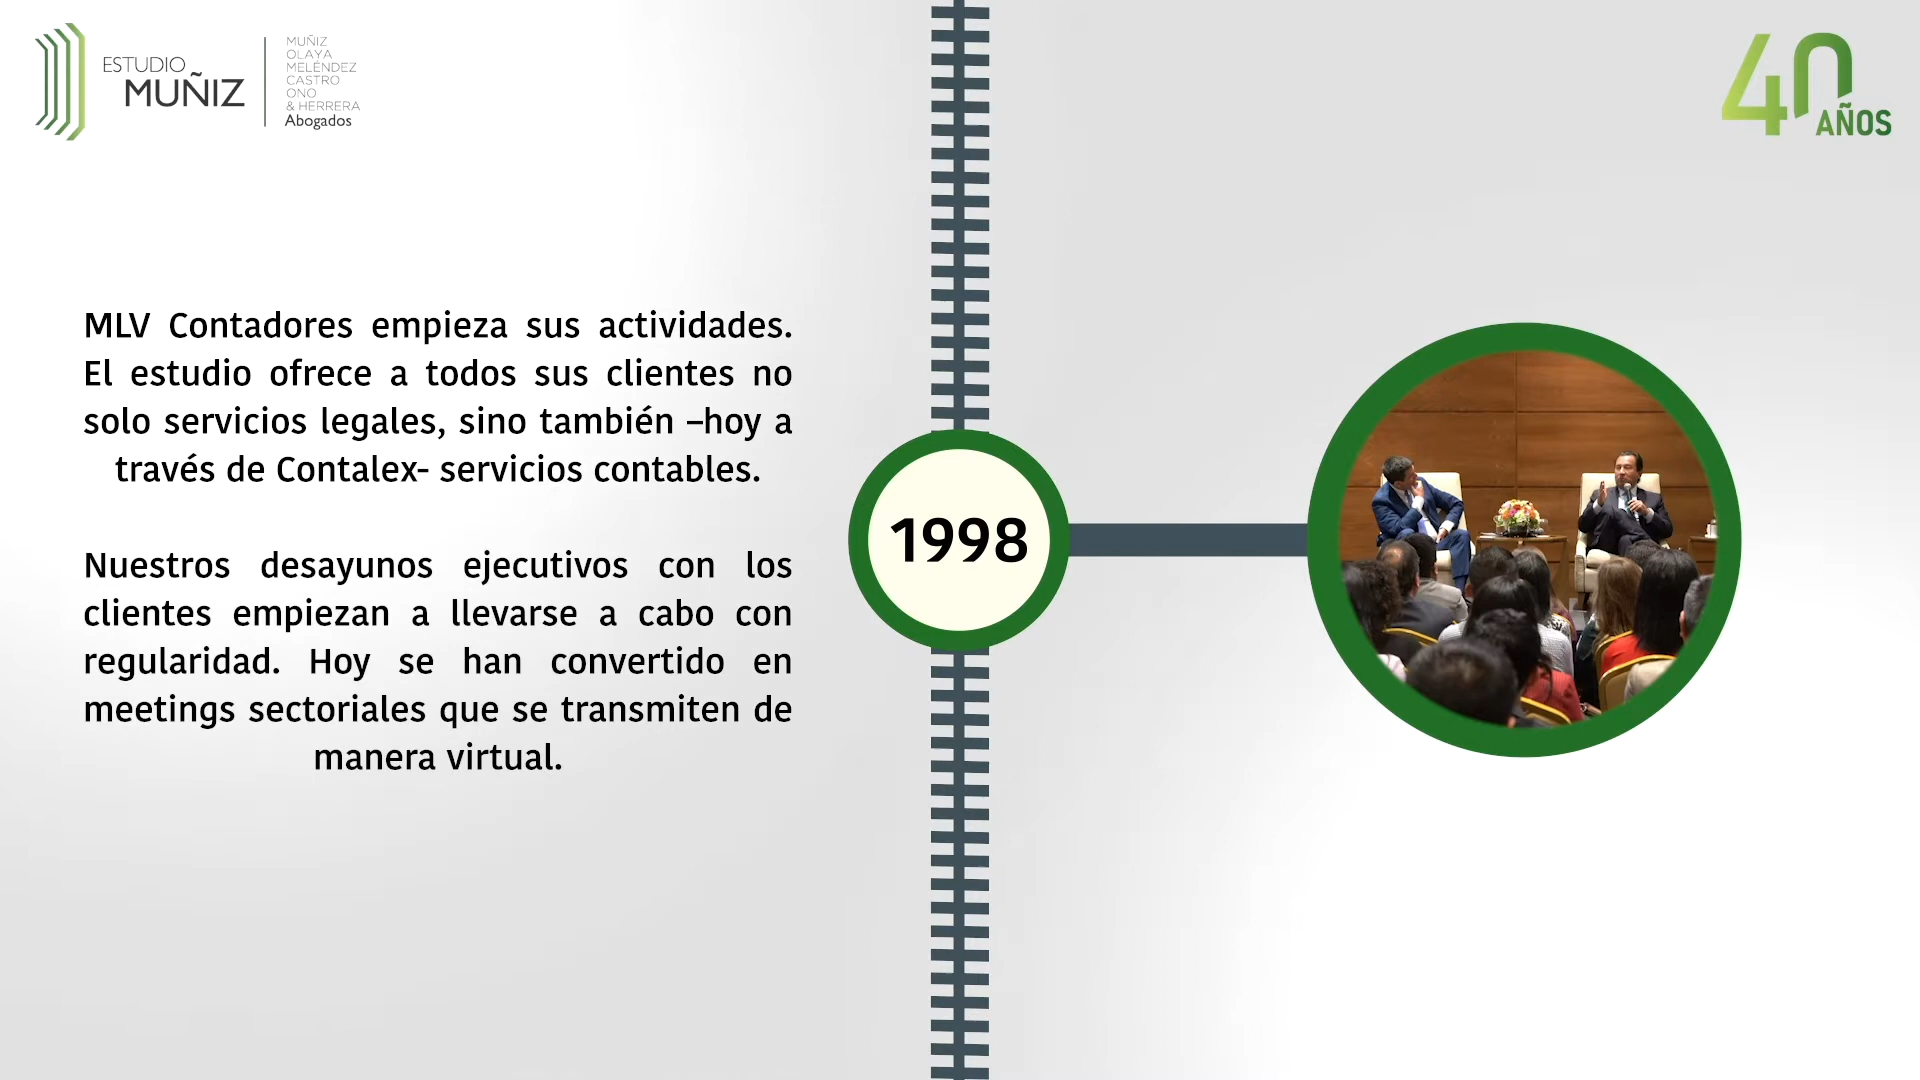 ESTUDIO
MUÑIZ
MUÑIZ
OLAYA
MELÉNDEZ
CASTRO
ONO
& HERRERA
Abogados
40
AÑOS
MLV Contadores empieza sus actividades.
El estudio ofrece a todos sus clientes no
solo servicios legales, sino también –hoy a
través de Contalex- servicios contables.
Nuestros desayunos ejecutivos con los
clientes empiezan a llevarse a cabo con
regularidad. Hoy se han convertido en
meetings sectoriales que se transmiten de
manera virtual.
1998